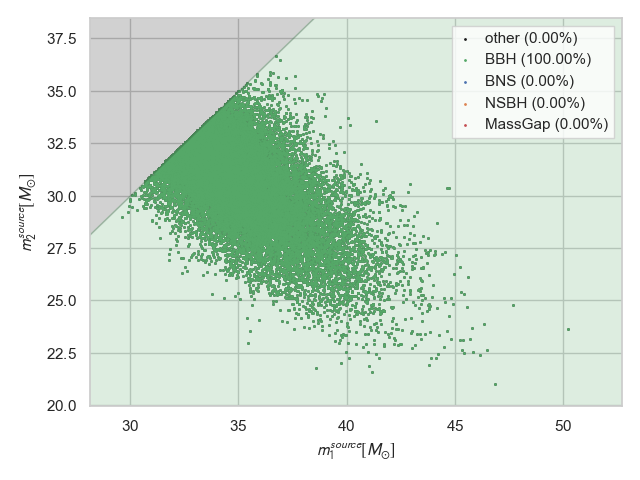 37.5
35.0
32.5
30.0
27.5
25.0
22.5
20.0
30
35
40
45
50
m₂^source [M⊙]
m₁^source [M⊙]
other (0.00%)
BBH (100.00%)
BNS (0.00%)
NSBH (0.00%)
MassGap (0.00%)